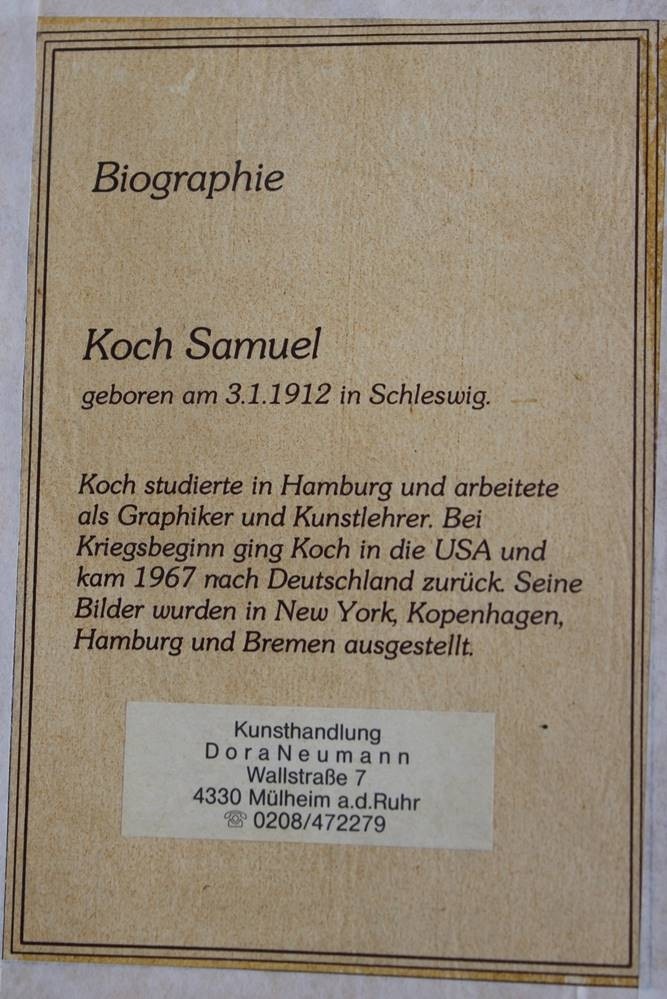 Biographie
Koch Samuel
geboren am 3.1.1912 in Schleswig.
Koch studierte in Hamburg und arbeitete
als Graphiker und Kunstlehrer. Bei
Kriegsbeginn ging Koch in die USA und
kam 1967 nach Deutschland zurück. Seine
Bilder wurden in New York, Kopenhagen,
Hamburg und Bremen ausgestellt.
Kunsthandlung
D o r a N e u m a n n
Wallstraße 7
4330 Mülheim a.d.Ruhr
☏ 0208/472279